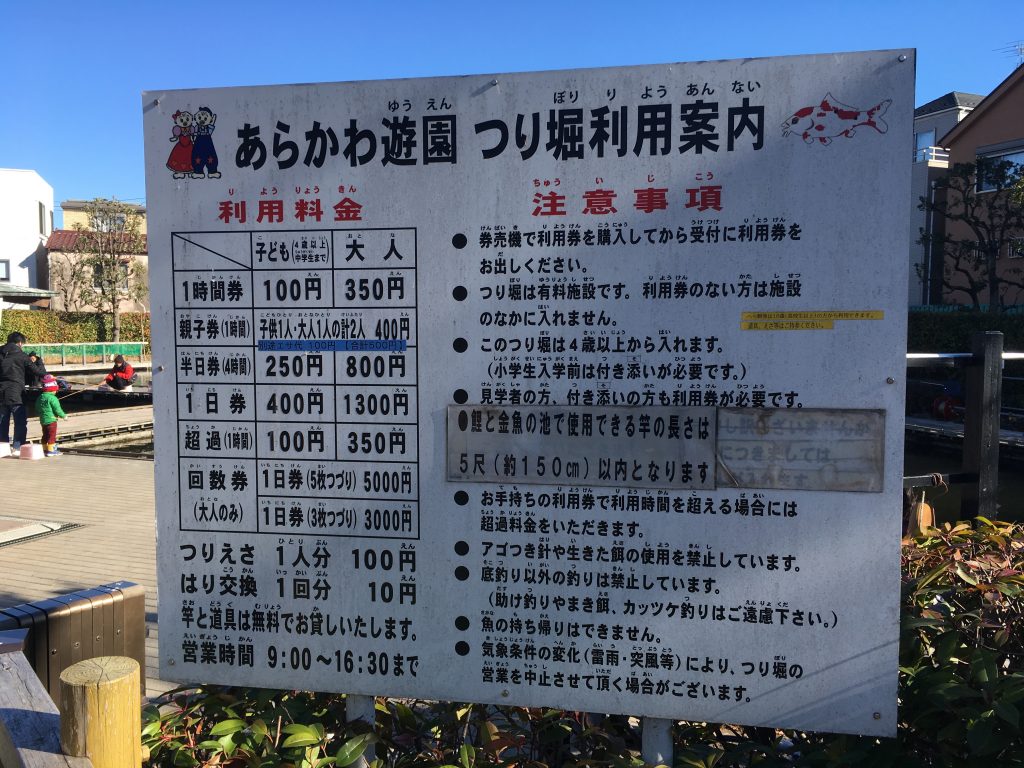 あらかわ遊園 つり堀利用案内
利用料金
子ども(4歳以上中学生まで) 大人
1時間券 100円 350円
親子券(1時間) 子供1人・大人1人の計2人 400円
別途エサ代 100円 【合計500円】
半日券(4時間) 250円 800円
1日券 400円 1300円
超過(1時間) 100円 350円
回数券(大人のみ) 1日券(5枚つづり) 5000円
1日券(3枚つづり) 3000円
つりえさ 1人分 100円
はり交換 1回分 10円
竿と道具は無料でお貸しいたします。
営業時間 9:00〜16:30まで
注意事項
●券売機で利用券を購入してから受付に利用券を
お出しください。
●つり堀は有料施設です。利用券のない方は施設
のなかに入れません。
●このつり堀は4歳以上から入れます。
(小学生入学前は付き添いが必要です。)
●見学者の方、付き添いの方も利用券が必要です。
●鯉と金魚の池で使用できる竿の長さは
5尺(約150cm)以内となります
●お手持ちの利用券で利用時間を超える場合には
超過料金をいただきます。
●アゴつき針や生きた餌の使用を禁止しています。
●底釣り以外の釣りは禁止しています。
(助け釣りやまき餌、カッツケ釣りはご遠慮下さい。)
●魚の持ち帰りはできません。
●気象条件の変化(雷雨・突風等)により、つり堀の
営業を中止させて頂く場合がございます。